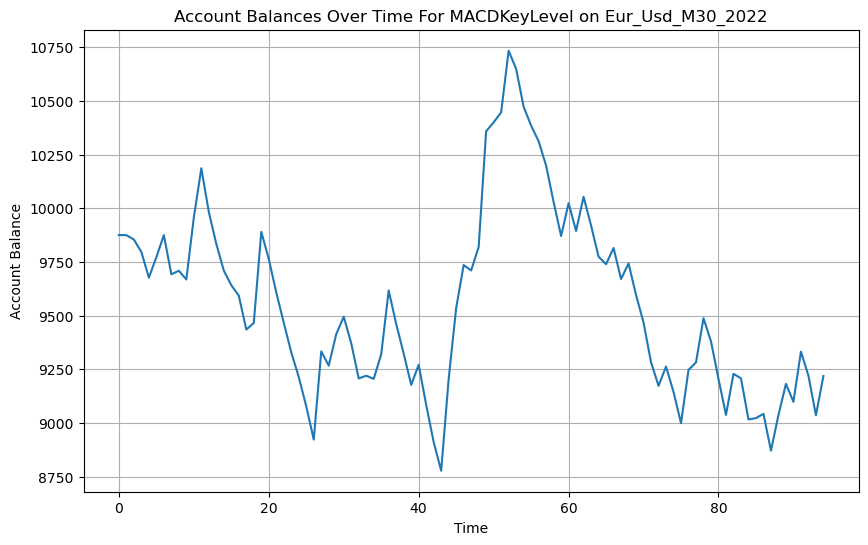 Account Balances Over Time For MACDKeyLevel on Eur_Usd_M30_2022
10750
10500
10250
10000
9750
9500
9250
9000
8750
Account Balance
0 20 40 60 80
Time